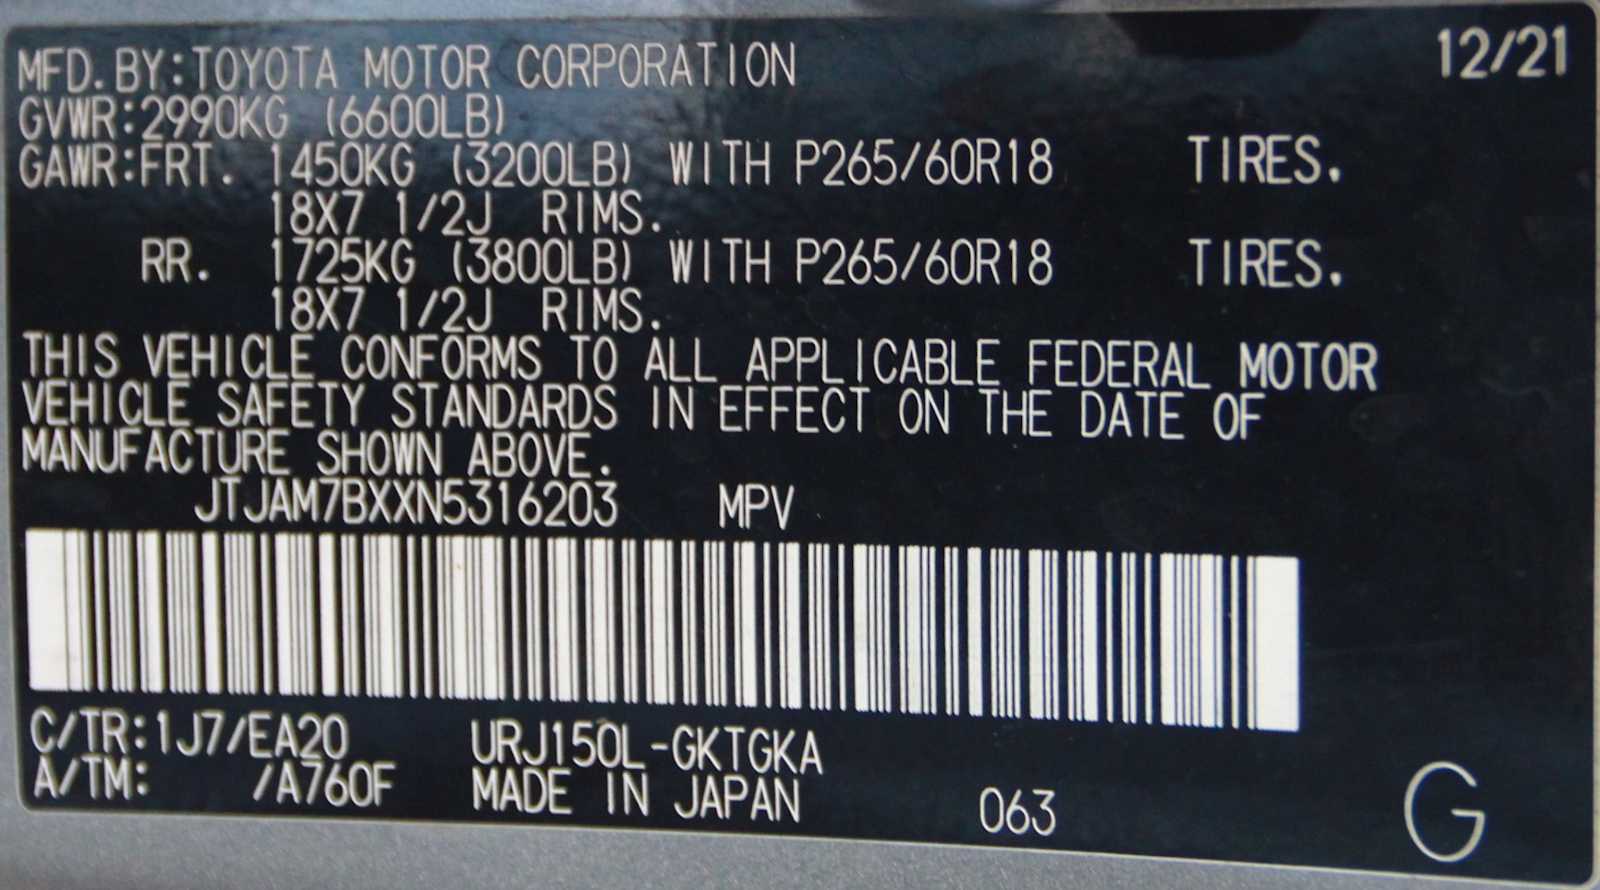 MFD.BY:TOYOTA MOTOR CORPORATION 12/21
GVWR:2990KG (6600LB)
GAWR:FRT. 1450KG (3200LB) WITH P265/60R18 TIRES.
18X7 1/2J RIMS.
RR. 1725KG (3800LB) WITH P265/60R18 TIRES.
18X7 1/2J RIMS.
THIS VEHICLE CONFORMS TO ALL APPLICABLE FEDERAL MOTOR
VEHICLE SAFETY STANDARDS IN EFFECT ON THE DATE OF
MANUFACTURE SHOWN ABOVE.
JTJAM7BXXN5316203 MPV
C/TR:1J7/EA20 URJ150L-GKTGKA
A/TM: /A760F MADE IN JAPAN 063 G